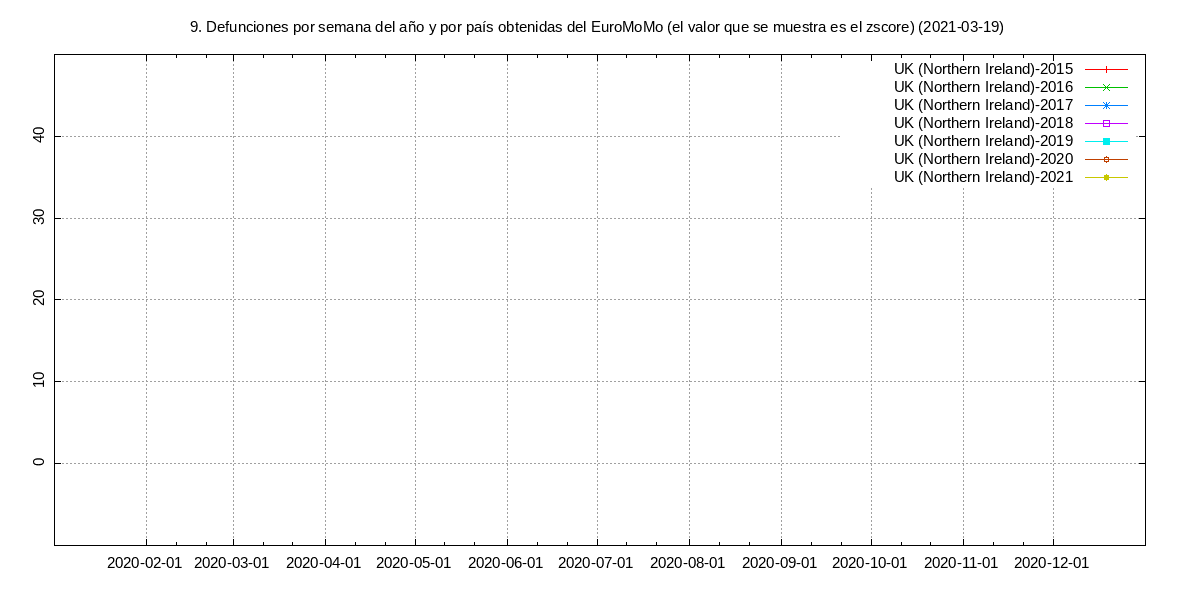 9. Defunciones por semana del año y por país obtenidas del EuroMoMo (el valor que se muestra es el zscore) (2021-03-19)
UK (Northern Ireland)-2015
UK (Northern Ireland)-2016
UK (Northern Ireland)-2017
UK (Northern Ireland)-2018
UK (Northern Ireland)-2019
UK (Northern Ireland)-2020
UK (Northern Ireland)-2021
40
30
20
10
0
2020-02-01 2020-03-01 2020-04-01 2020-05-01 2020-06-01 2020-07-01 2020-08-01 2020-09-01 2020-10-01 2020-11-01 2020-12-01